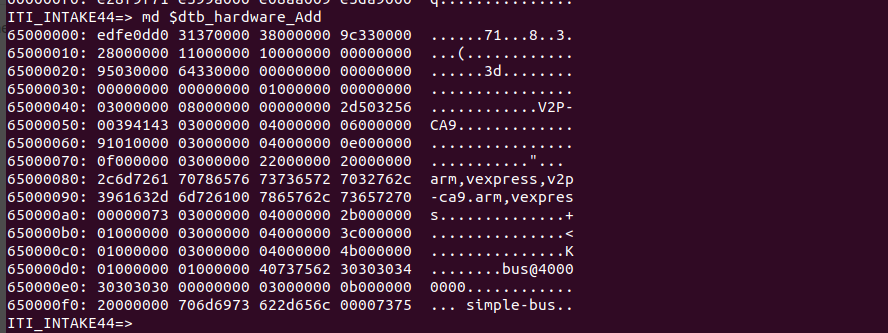 ITI_INTAKE44=> md $dtb_hardware_Add
65000000: edfe0dd0 31370000 38000000 9c330000  ......71...8..3.
65000010: 28000000 11000000 10000000 00000000  ...(............
65000020: 95030000 64330000 00000000 00000000  ......3d........
65000030: 00000000 00000000 01000000 00000000  ................
65000040: 03000000 08000000 00000000 2d503256  ............V2P-
65000050: 00394143 03000000 04000000 06000000  CA9.............
65000060: 91010000 03000000 04000000 0e000000  ................
65000070: 0f000000 03000000 22000000 20000000  ..........."...
65000080: 2c6d7261 70786576 73736572 7032762c  arm,vexpress,v2p
65000090: 3961632d 6d726100 7865762c 73657270  -ca9.arm,vexpres
650000a0: 00000073 03000000 04000000 2b000000  s..............+
650000b0: 01000000 03000000 04000000 3c000000  ...............<
650000c0: 01000000 03000000 04000000 4b000000  ...............K
650000d0: 01000000 01000000 40737562 30303034  ........bus@4000
650000e0: 30303030 00000000 03000000 0b000000  0000............
650000f0: 20000000 706d6973 622d656c 00007375  ... simple-bus..
ITI_INTAKE44=>